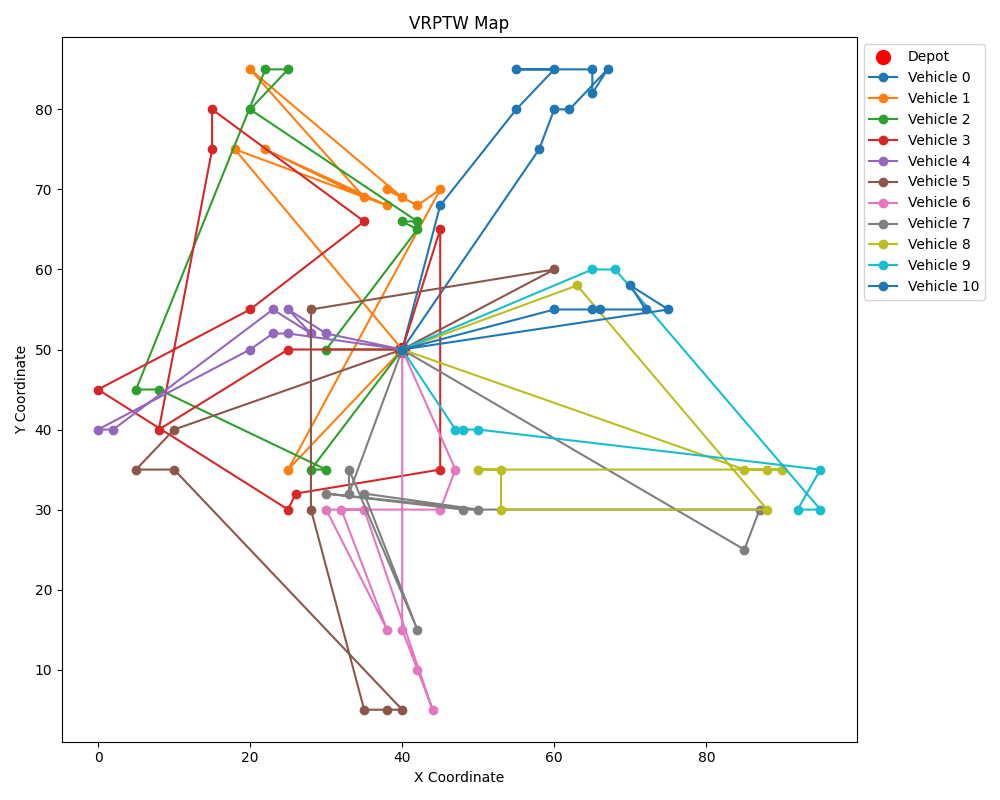 VRPTW Map
Depot
Vehicle 0
Vehicle 1
Vehicle 2
Vehicle 3
Vehicle 4
Vehicle 5
Vehicle 6
Vehicle 7
Vehicle 8
Vehicle 9
Vehicle 10
80
70
60
50
40
30
20
10
Y Coordinate
0
20
40
60
80
X Coordinate